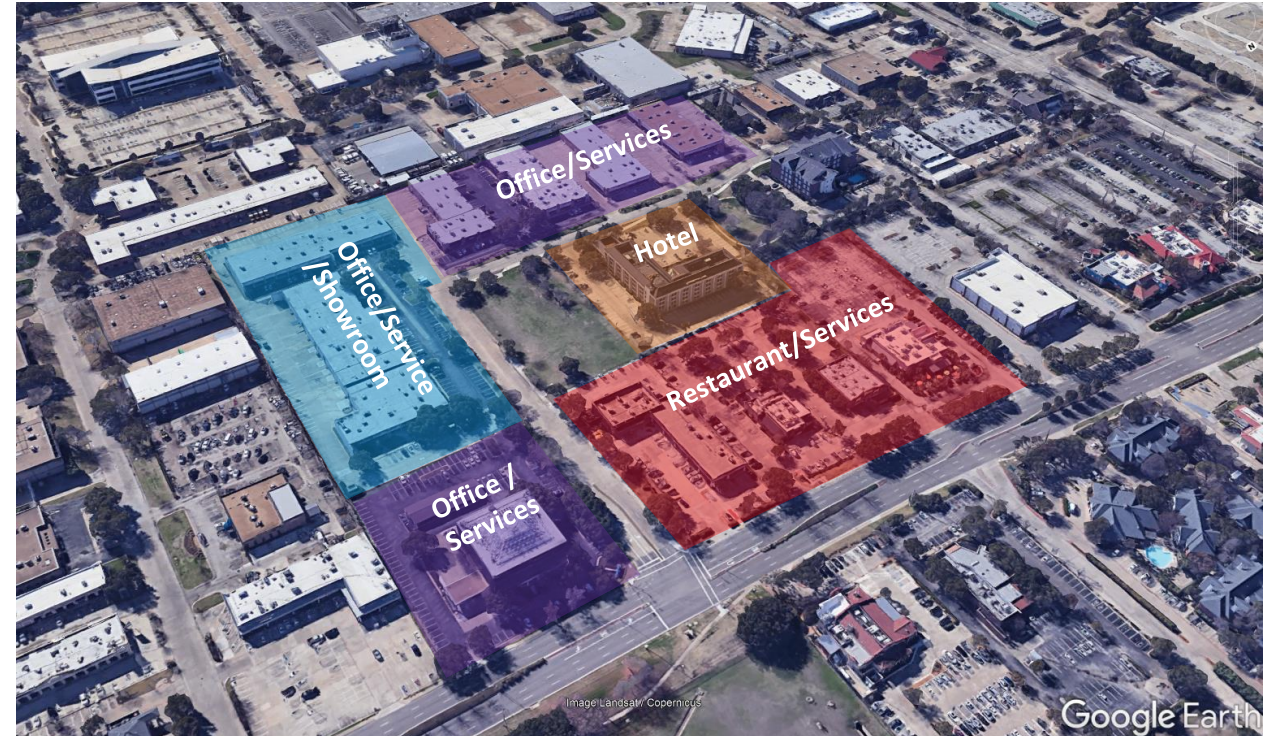 Office/Services
Hotel
Office/Service
/Showroom
Restaurant/Services
Office /
Services
Image Landsat / Copernicus
Google Earth
N